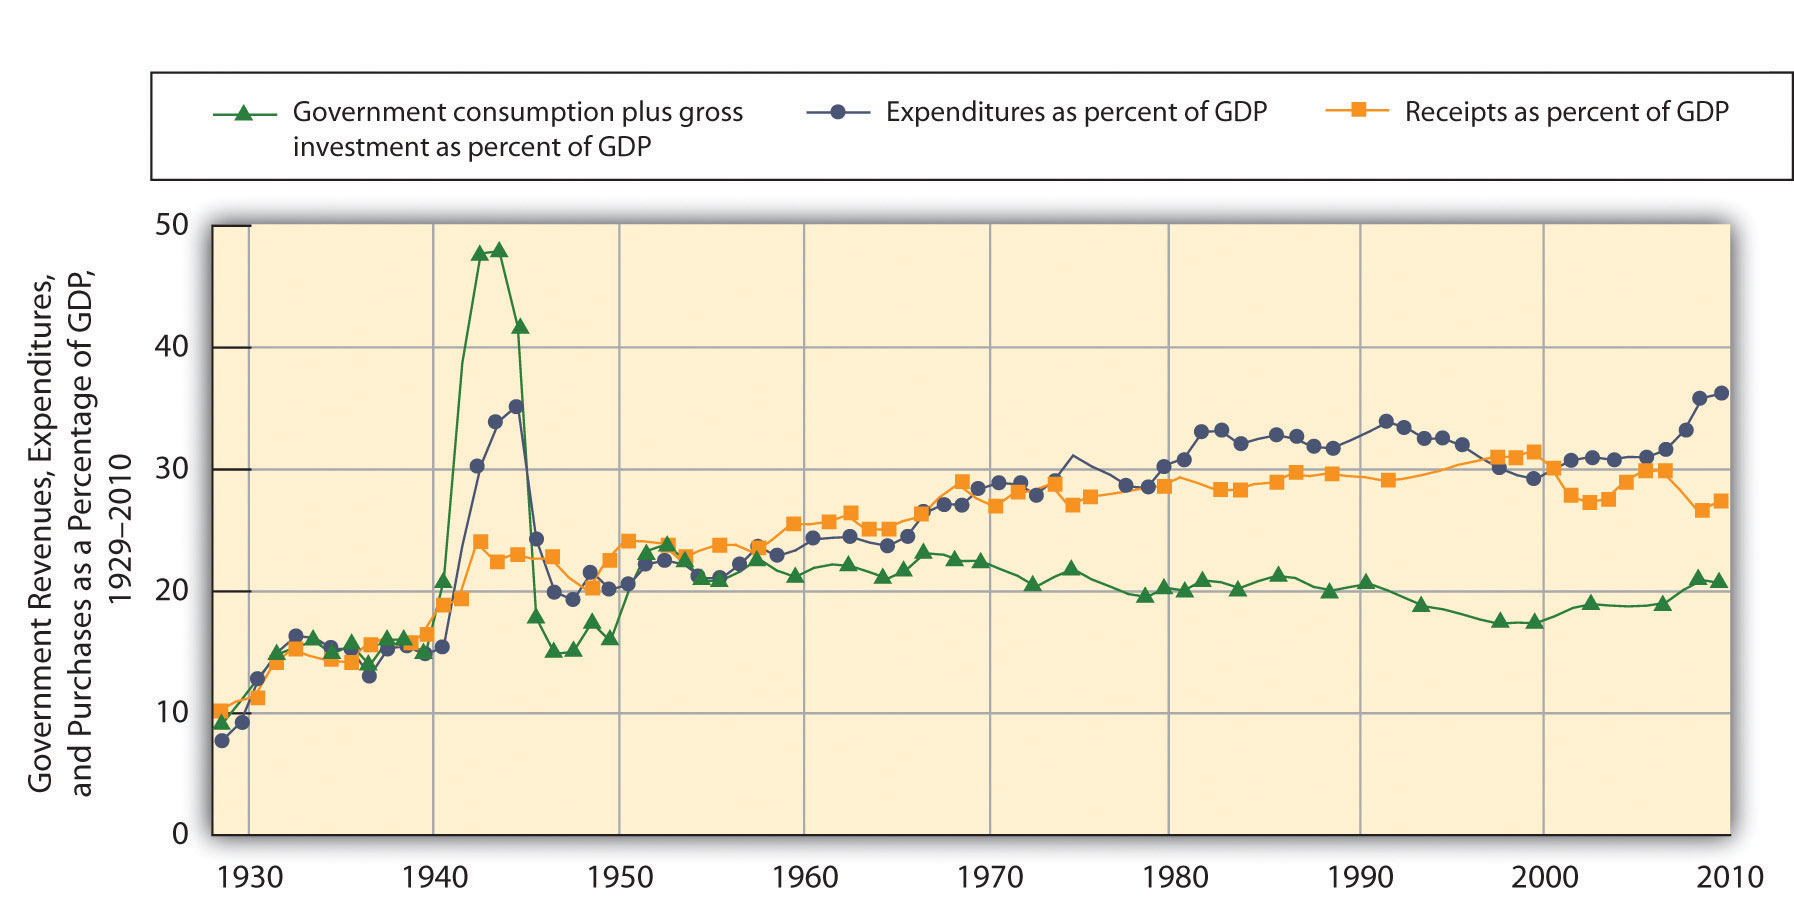 Government consumption plus gross
investment as percent of GDP
Expenditures as percent of GDP
Receipts as percent of GDP
Government Revenues, Expenditures,
and Purchases as a Percentage of GDP,
1929–2010
50
40
30
20
10
0
1930 1940 1950 1960 1970 1980 1990 2000 2010